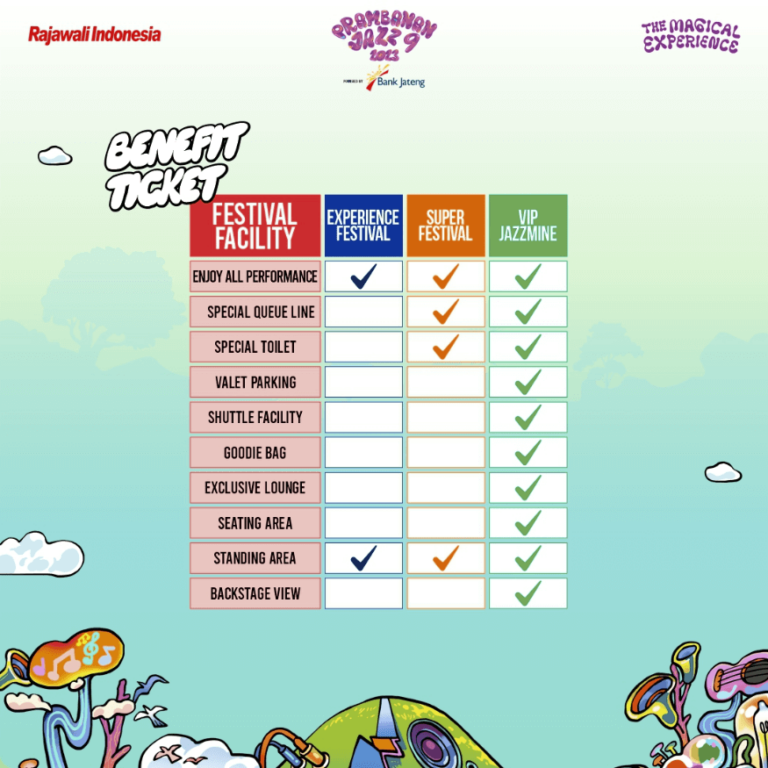 Rajawali Indonesia
PRAMBANAN
JAZZ 9
2023
POWERED BY Bank Jateng
THE MAGICAL
EXPERIENCE
BENEFIT
TICKET
FESTIVAL
FACILITY
EXPERIENCE
FESTIVAL
SUPER
FESTIVAL
VIP
JAZZMINE
ENJOY ALL PERFORMANCE
SPECIAL QUEUE LINE
SPECIAL TOILET
VALET PARKING
SHUTTLE FACILITY
GOODIE BAG
EXCLUSIVE LOUNGE
SEATING AREA
STANDING AREA
BACKSTAGE VIEW